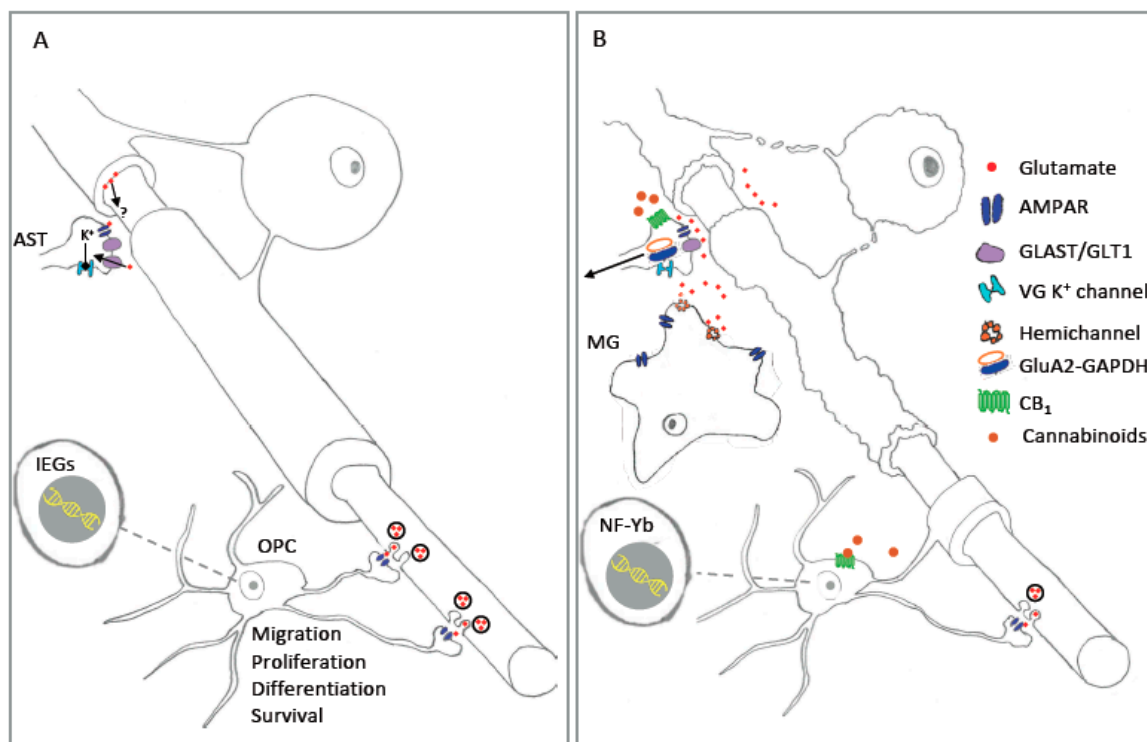 A
?
AST
K⁺
IEGs
OPC
Migration
Proliferation
Differentiation
Survival
B
Glutamate
AMPAR
GLAST/GLT1
VG K⁺ channel
Hemichannel
GluA2-GAPDH
CB₁
Cannabinoids
MG
NF-Yb